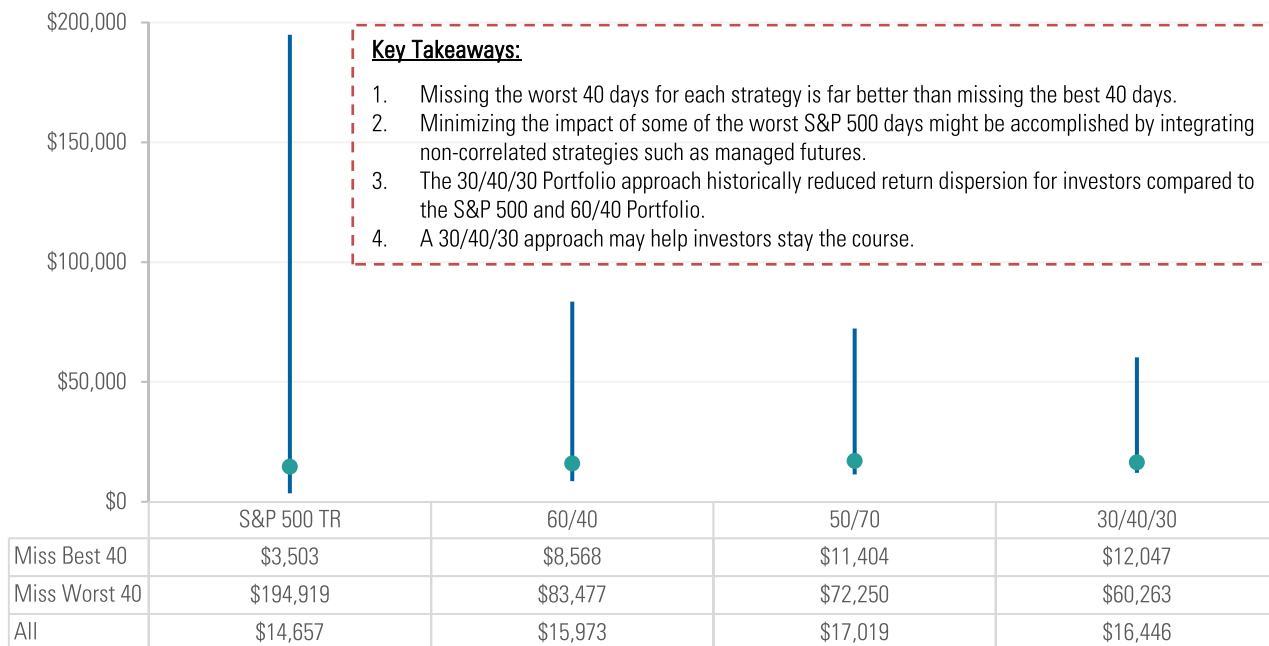 $200,000
Key Takeaways:
1. Missing the worst 40 days for each strategy is far better than missing the best 40 days.
2. Minimizing the impact of some of the worst S&P 500 days might be accomplished by integrating
$150,000
non-correlated strategies such as managed futures.
3. The 30/40/30 Portfolio approach historically reduced return dispersion for investors compared to
the S&P 500 and 60/40 Portfolio.
4. A 30/40/30 approach may help investors stay the course.
$100,000
$50,000
$0
S&P 500 TR 60/40 50/70 30/40/30
Miss Best 40 $3,503 $8,568 $11,404 $12,047
Miss Worst 40 $194,919 $83,477 $72,250 $60,263
All $14,657 $15,973 $17,019 $16,446